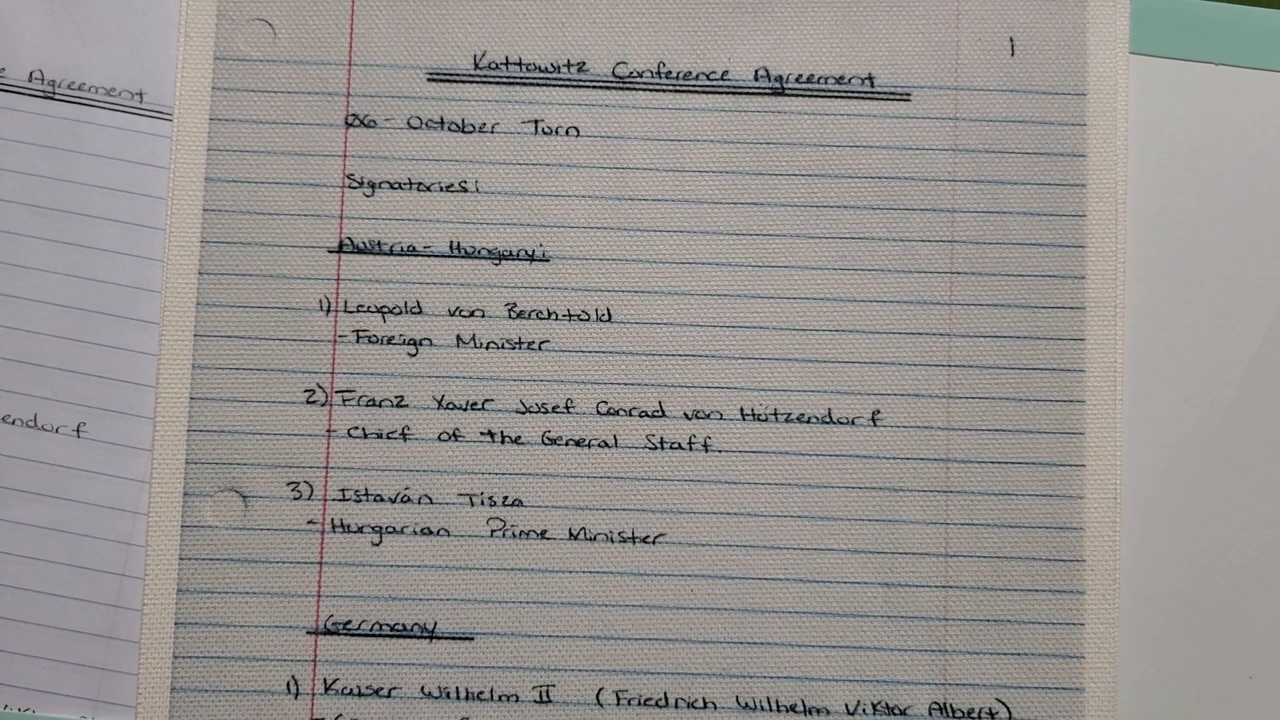 e Agreement
endorf
1
Kattowitz Conference Agreement
October Turn
Signatories:
Austria-Hungary:
1) Leopold von Berchtold
- Foreign Minister
2) Franz Xaver Josef Conrad von Hötzendorf
- Chief of the General Staff.
3) Istaván Tisza
- Hungarian Prime Minister
Germany
1) Kaiser Wilhelm II (Friedrich Wilhelm Viktor Albert)